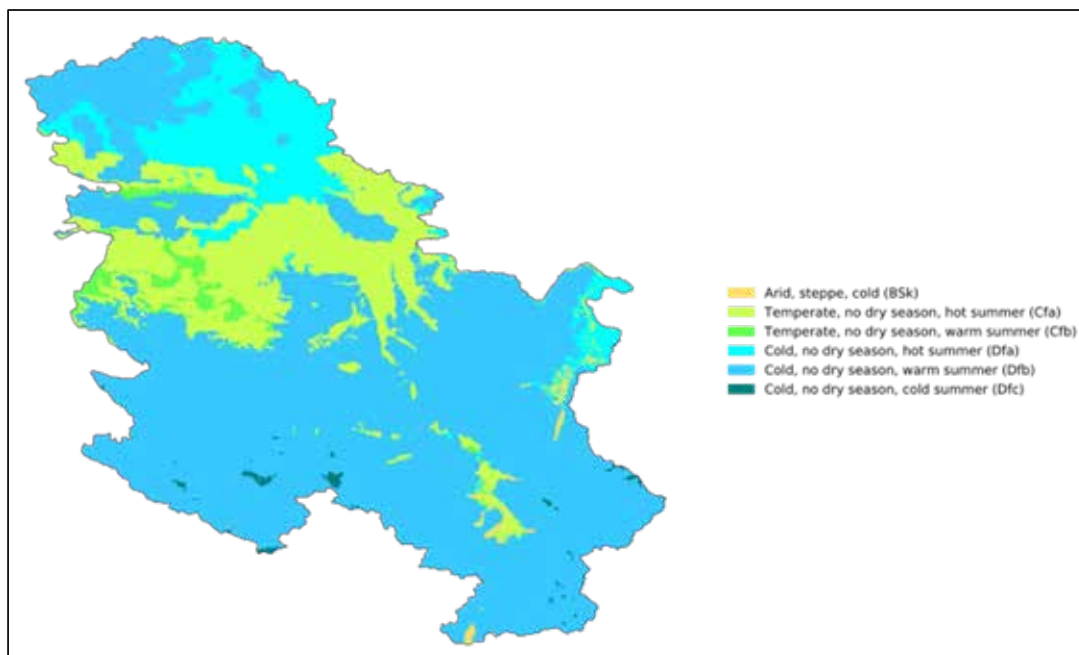 Arid, steppe, cold (BSk)
Temperate, no dry season, hot summer (Cfa)
Temperate, no dry season, warm summer (Cfb)
Cold, no dry season, hot summer (Dfa)
Cold, no dry season, warm summer (Dfb)
Cold, no dry season, cold summer (Dfc)